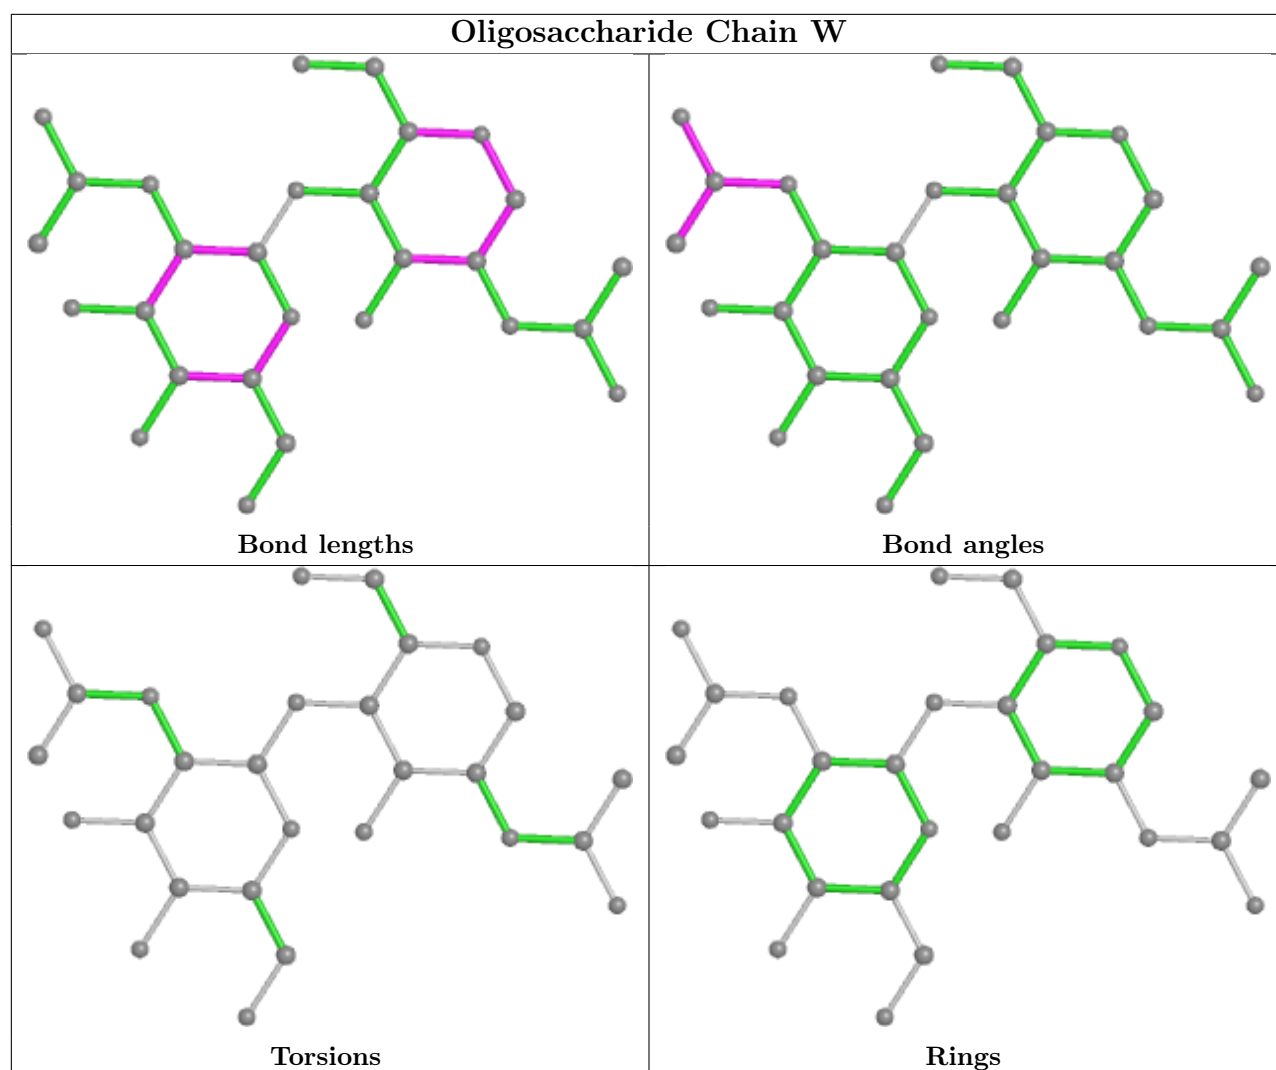 Oligosaccharide Chain W
Bond lengths
Bond angles
Torsions
Rings